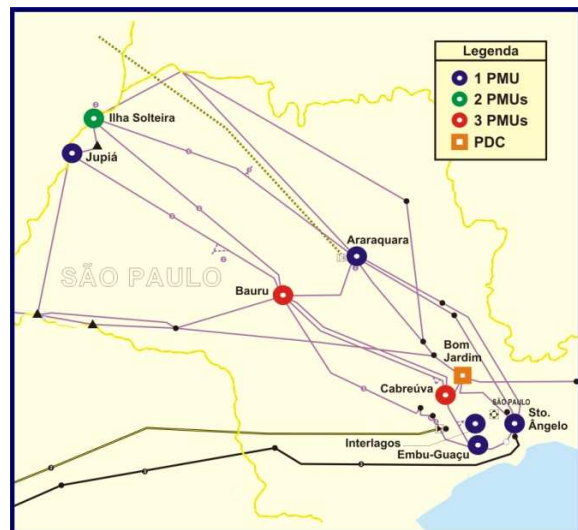 Legenda
1 PMU
2 PMUs
3 PMUs
PDC
Ilha Solteira
Jupiá
Araraquara
SÃO PAULO
Bauru
Bom
Jardim
Cabreúva
SÃO PAULO
Sto.
Ângelo
Interlagos
Embu-Guaçu